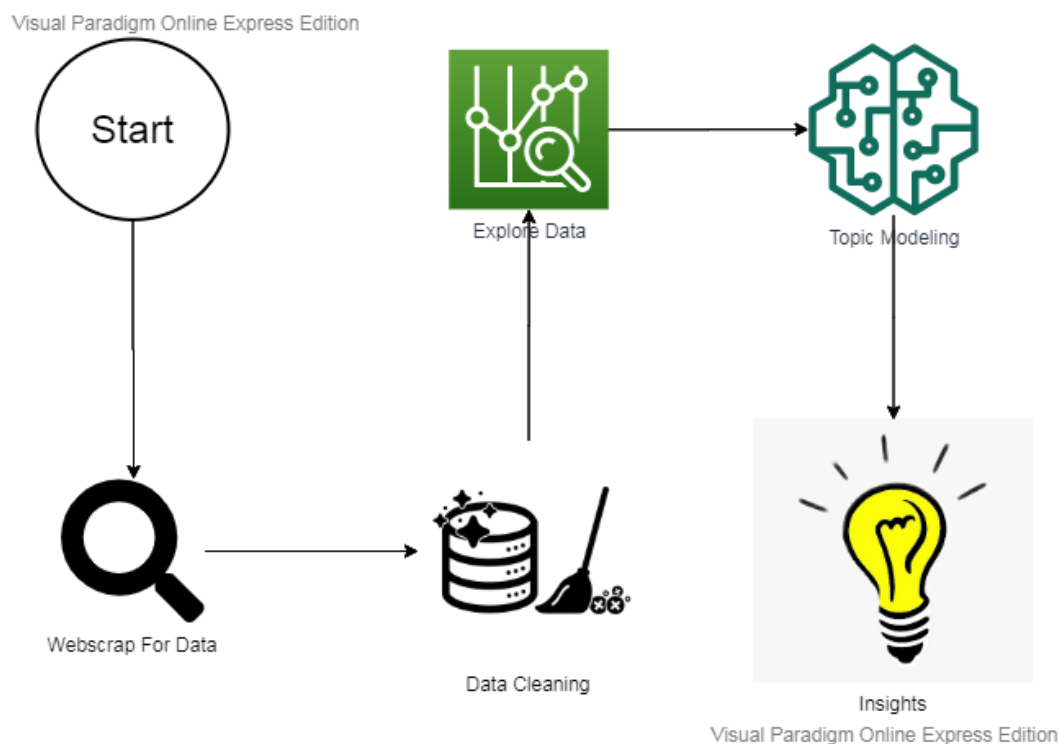 Visual Paradigm Online Express Edition
Start
Explore Data
Topic Modeling
Webscrap For Data
Data Cleaning
Insights
Visual Paradigm Online Express Edition